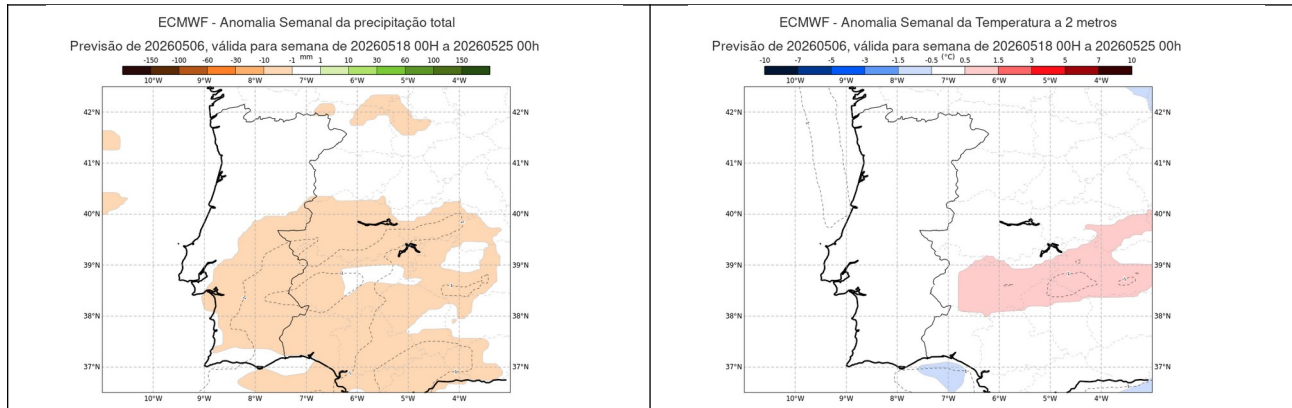 ECMWF - Anomalia Semanal da precipitação total
Previsão de 20260506, válida para semana de 20260518 00H a 20260525 00h
mm
-150 -100 -60 -30 -10 -1 1 10 30 60 100 150
10°W 9°W 8°W 7°W 6°W 5°W 4°W
42°N 42°N
41°N 41°N
40°N 40°N
39°N 39°N
38°N 38°N
37°N 37°N
10°W 9°W 8°W 7°W 6°W 5°W 4°W
ECMWF - Anomalia Semanal da Temperatura a 2 metros
Previsão de 20260506, válida para semana de 20260518 00H a 20260525 00h
(°C)
-10 -7 -5 -3 -1.5 -0.5 0.5 1.5 3 5 7 10
10°W 9°W 8°W 7°W 6°W 5°W 4°W
42°N 42°N
41°N 41°N
40°N 40°N
39°N 39°N
38°N 38°N
37°N 37°N
10°W 9°W 8°W 7°W 6°W 5°W 4°W